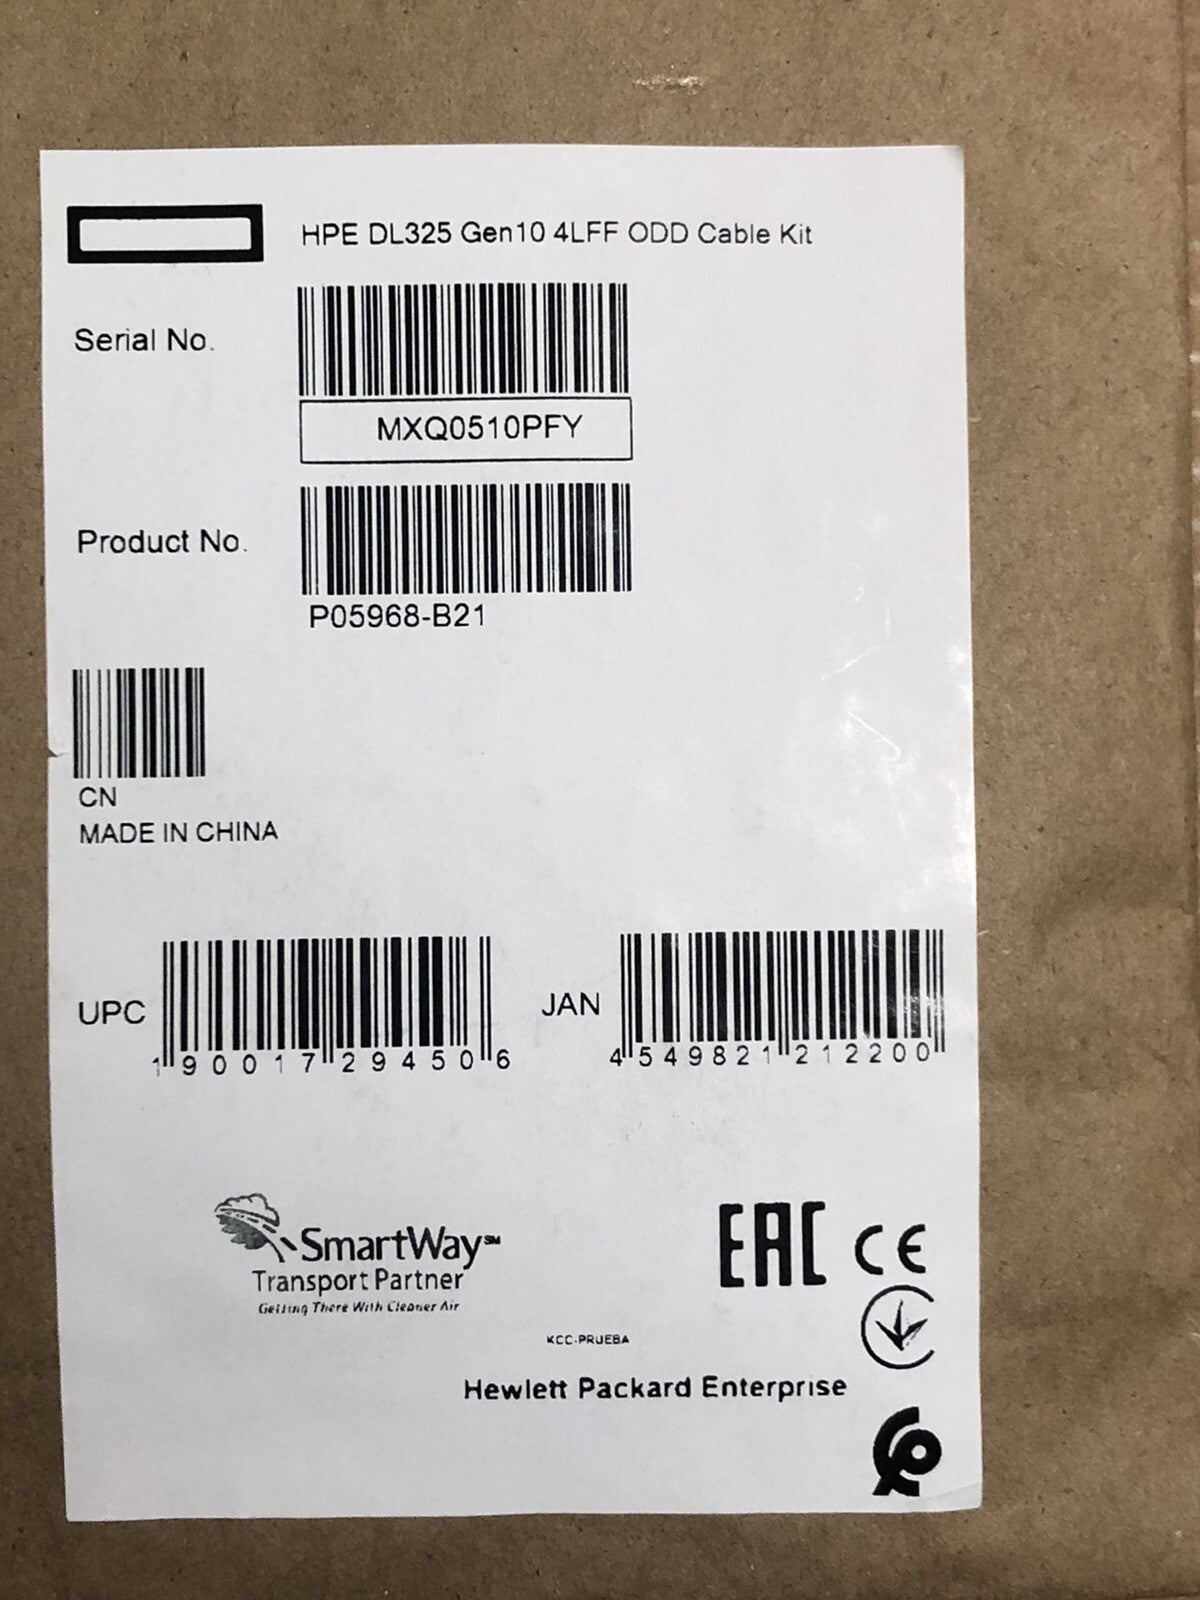 HPE DL325 Gen10 4LFF ODD Cable Kit
Serial No.
MXQ0510PFY
Product No.
P05968-B21
CN
MADE IN CHINA
UPC
1 90017 29450 6
JAN
4 549821 212200
SmartWay℠
Transport Partner
Getting There With Cleaner Air
EAC CE
KCC-PRUEBA
Hewlett Packard Enterprise